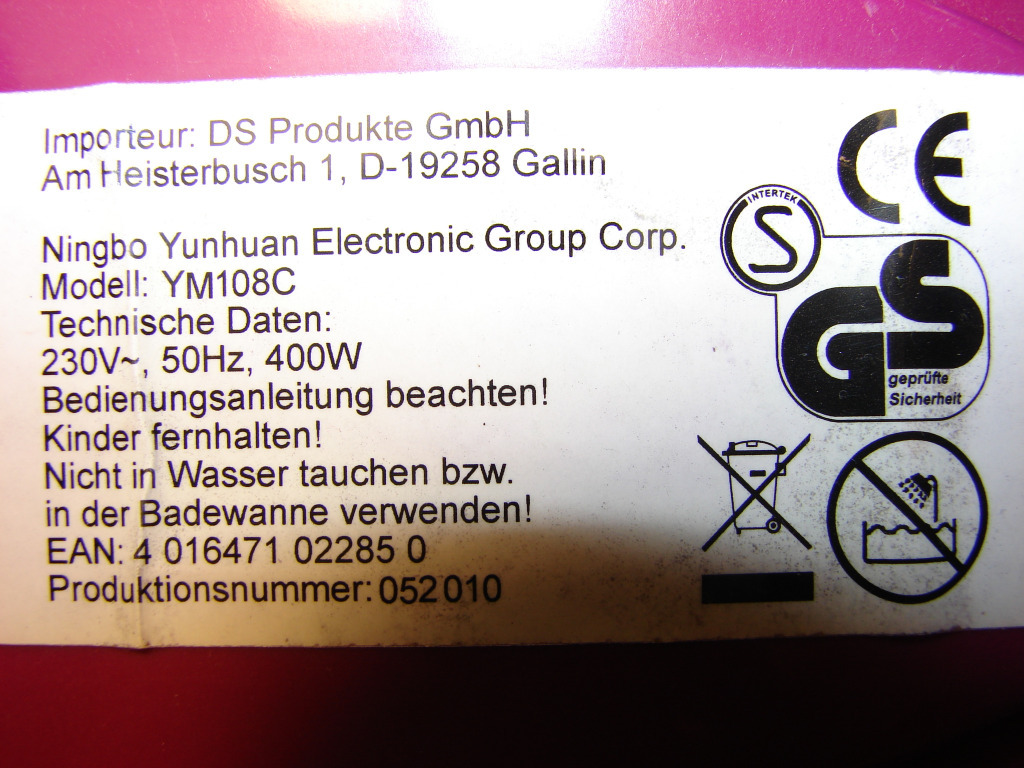 Importeur: DS Produkte GmbH
Am Heisterbusch 1, D-19258 Gallin
Ningbo Yunhuan Electronic Group Corp.
Modell: YM108C
Technische Daten:
230V~, 50Hz, 400W
Bedienungsanleitung beachten!
Kinder fernhalten!
Nicht in Wasser tauchen bzw.
in der Badewanne verwenden!
EAN: 4 016471 02285 0
Produktionsnummer: 052010
CE
INTERTEK
S
GS
geprüfte
Sicherheit